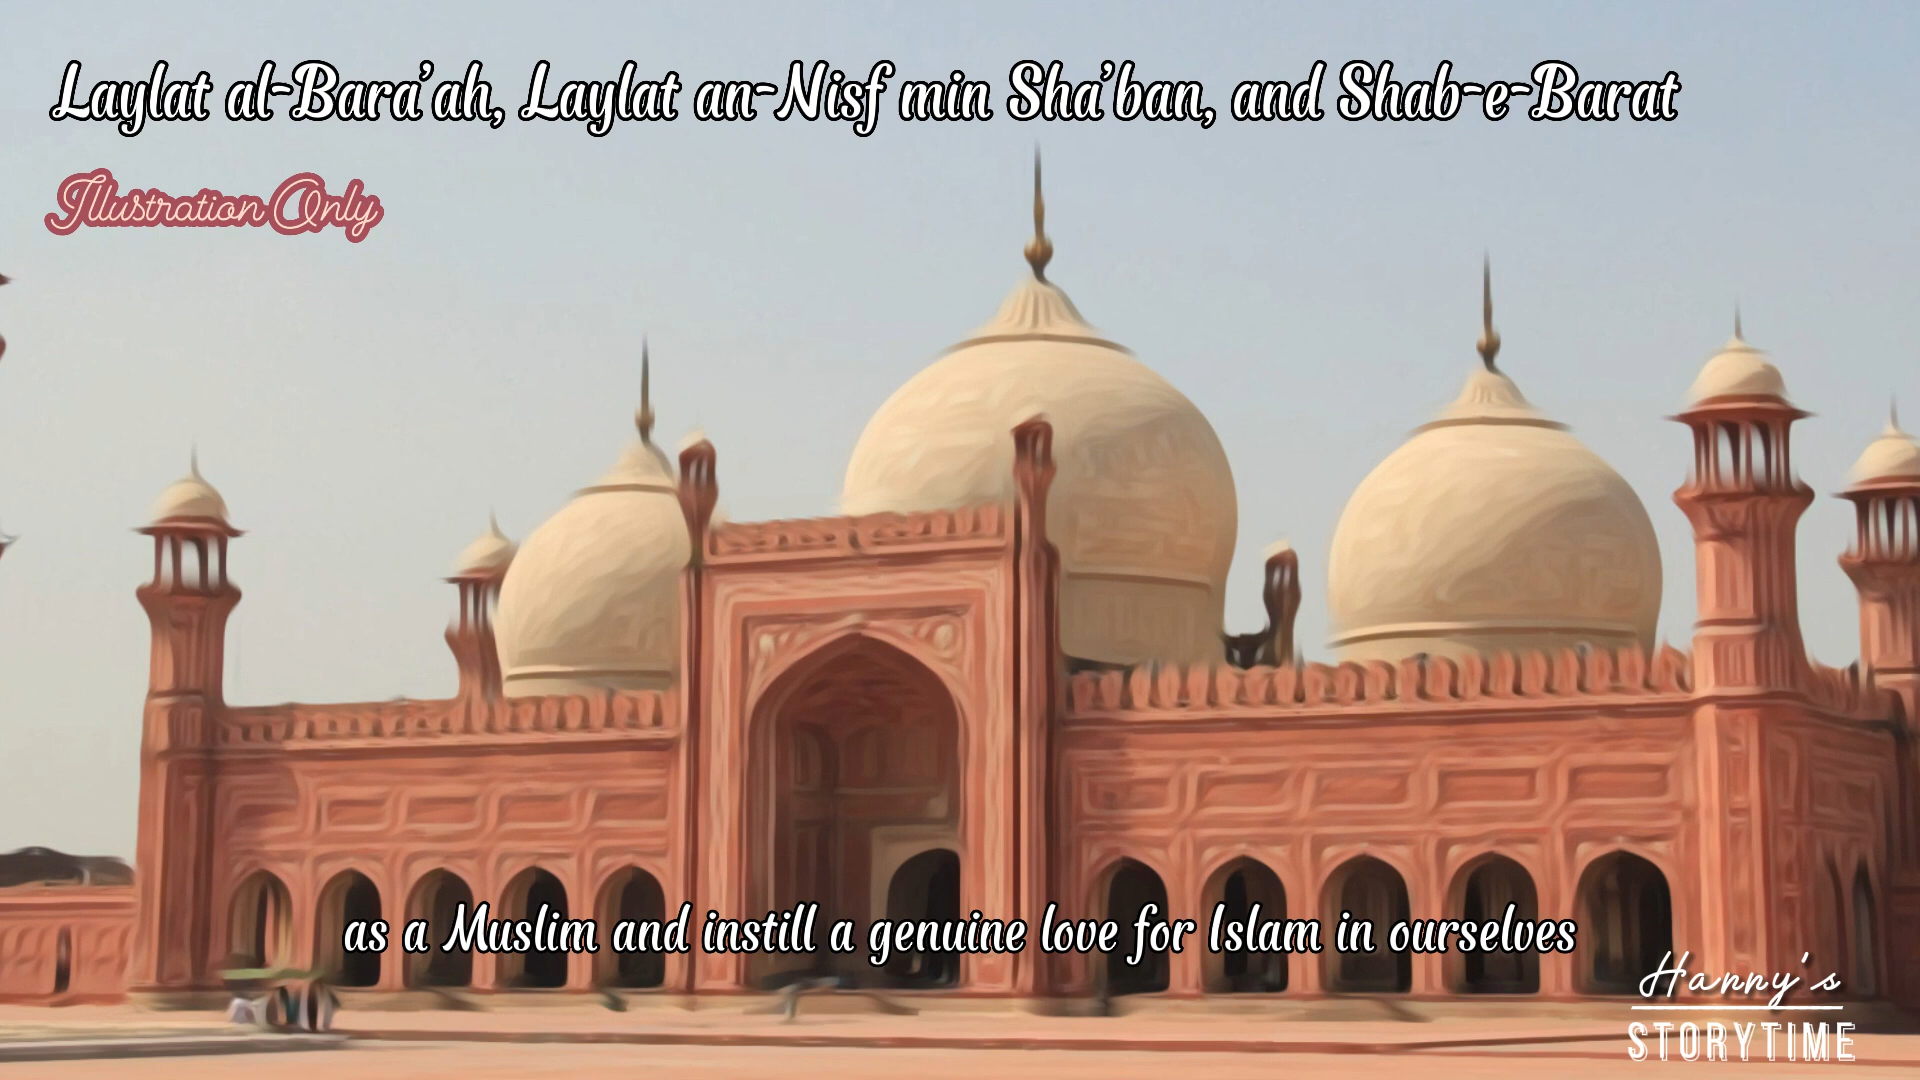 Laylat al-Bara’ah, Laylat an-Nisf min Sha’ban, and Shab-e-Barat
Illustration Only
as a Muslim and instill a genuine love for Islam in ourselves
Hanny's
STORYTIME